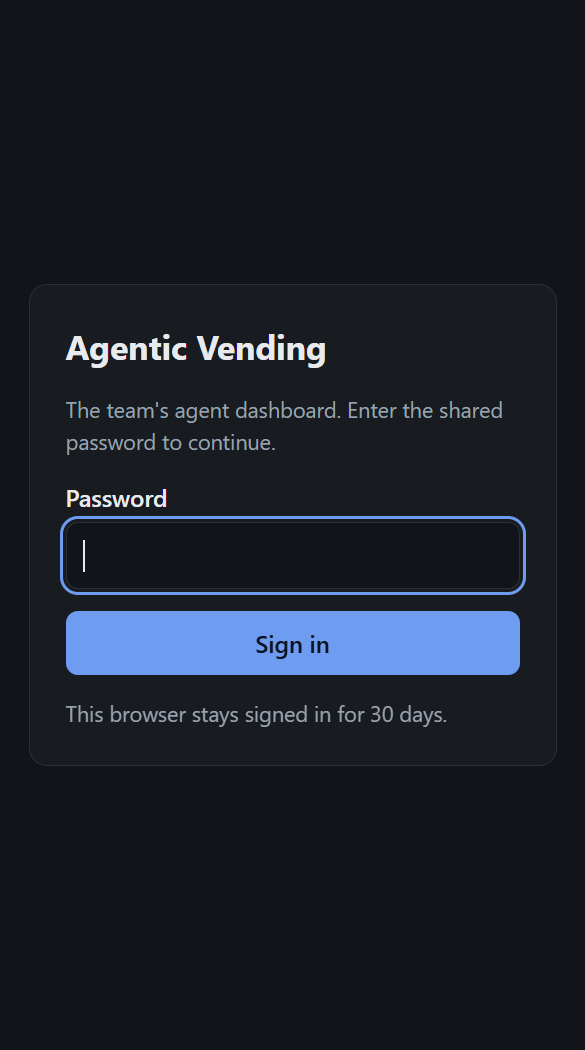 Agentic Vending
The team's agent dashboard. Enter the shared
password to continue.
Password
Sign in
This browser stays signed in for 30 days.